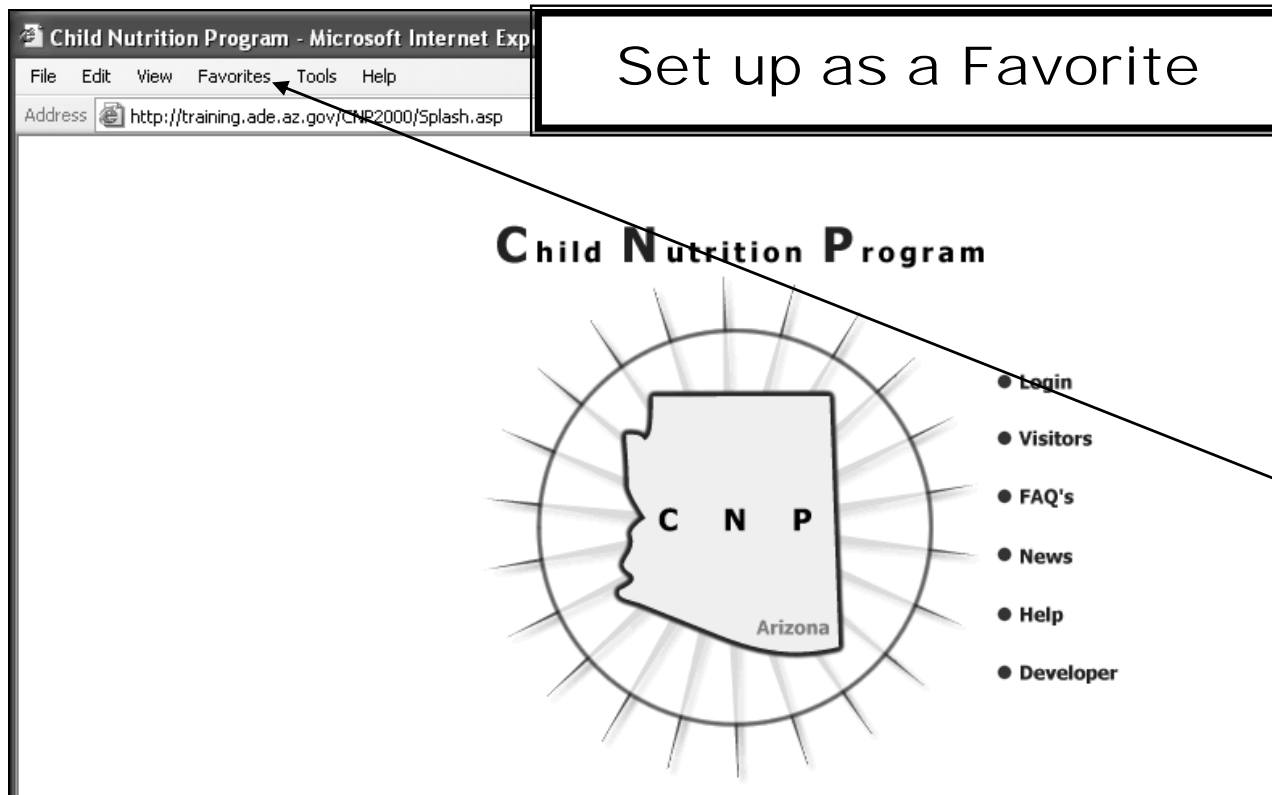 Child Nutrition Program - Microsoft Internet Exp
Set up as a Favorite
File Edit View Favorites Tools Help
Address http://training.ade.az.gov/CNP2000/Splash.asp
Child Nutrition Program
Login
Visitors
FAQ's
C N P
News
Help
Arizona
Developer